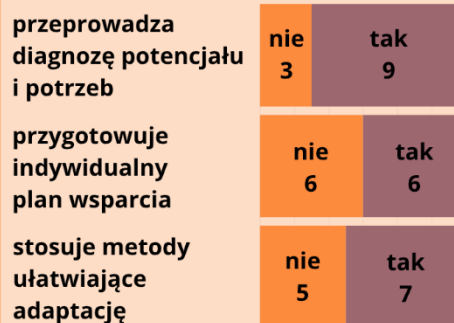 przeprowadza
diagnozę potencjału
i potrzeb
nie tak
3 9
przygotowuje
indywidualny
plan wsparcia
nie tak
6 6
stosuje metody
ułatwiające
adaptację
nie tak
5 7